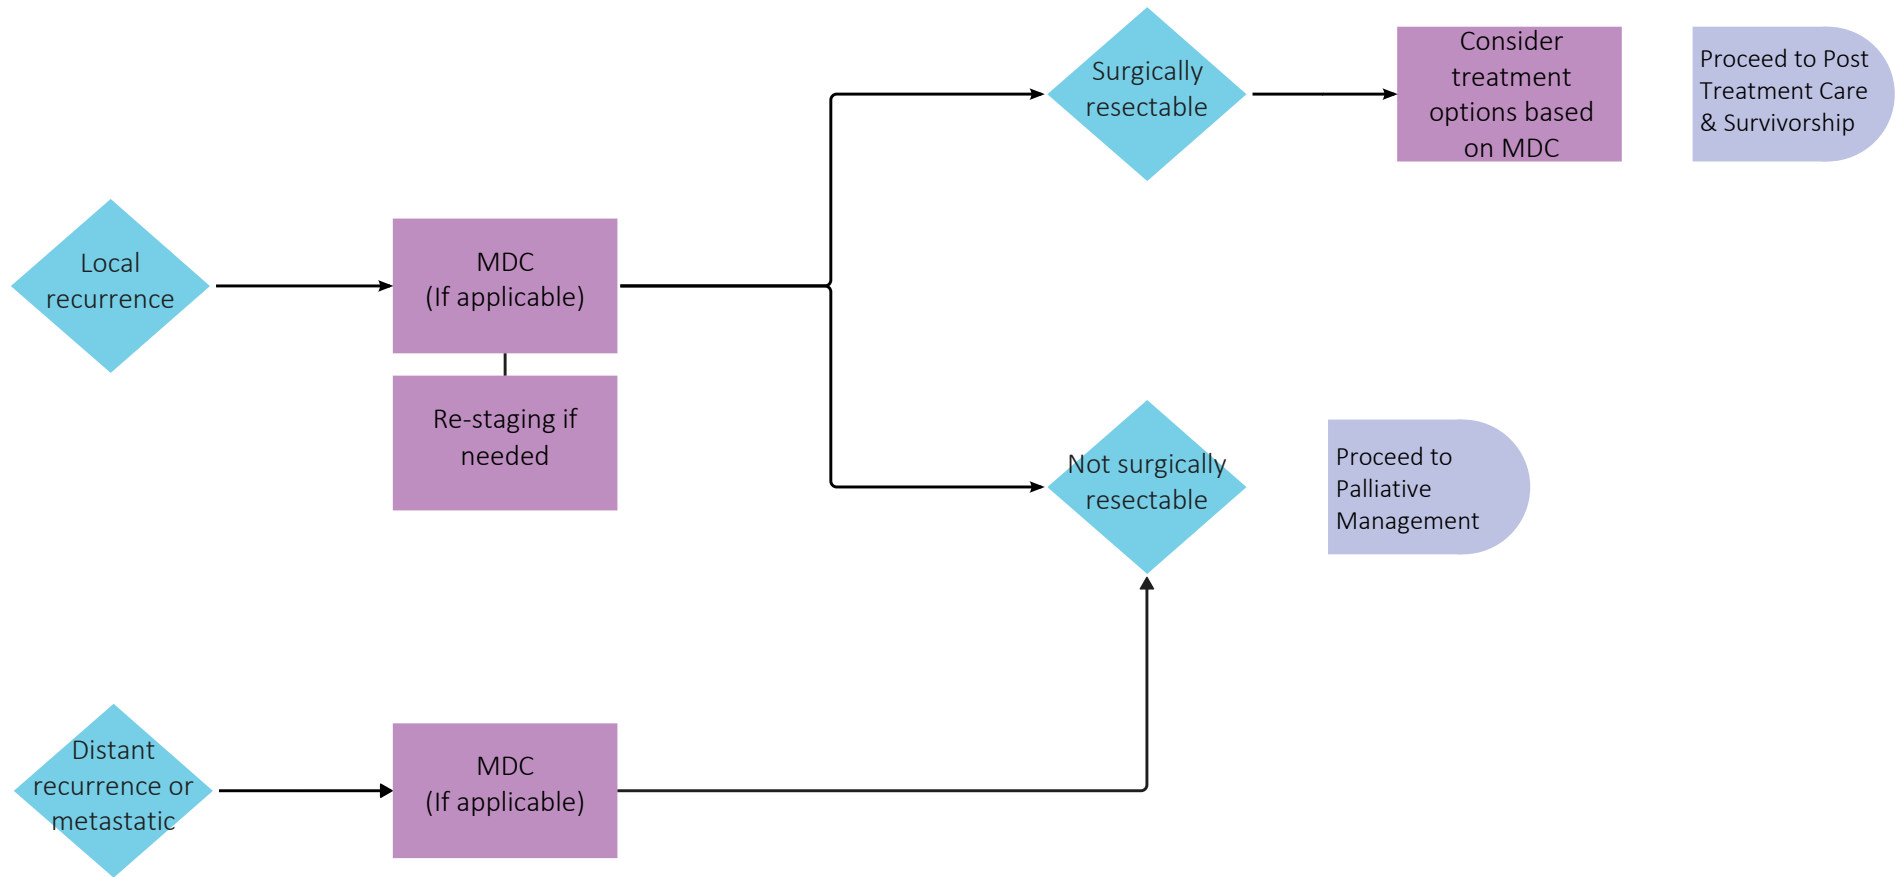 Surgically
resectable
Consider
treatment
options based
on MDC
Proceed to Post
Treatment Care
& Survivorship
Local
recurrence
MDC
(If applicable)
Re-staging if
needed
Not surgically
resectable
Proceed to
Palliative
Management
Distant
recurrence or
metastatic
MDC
(If applicable)